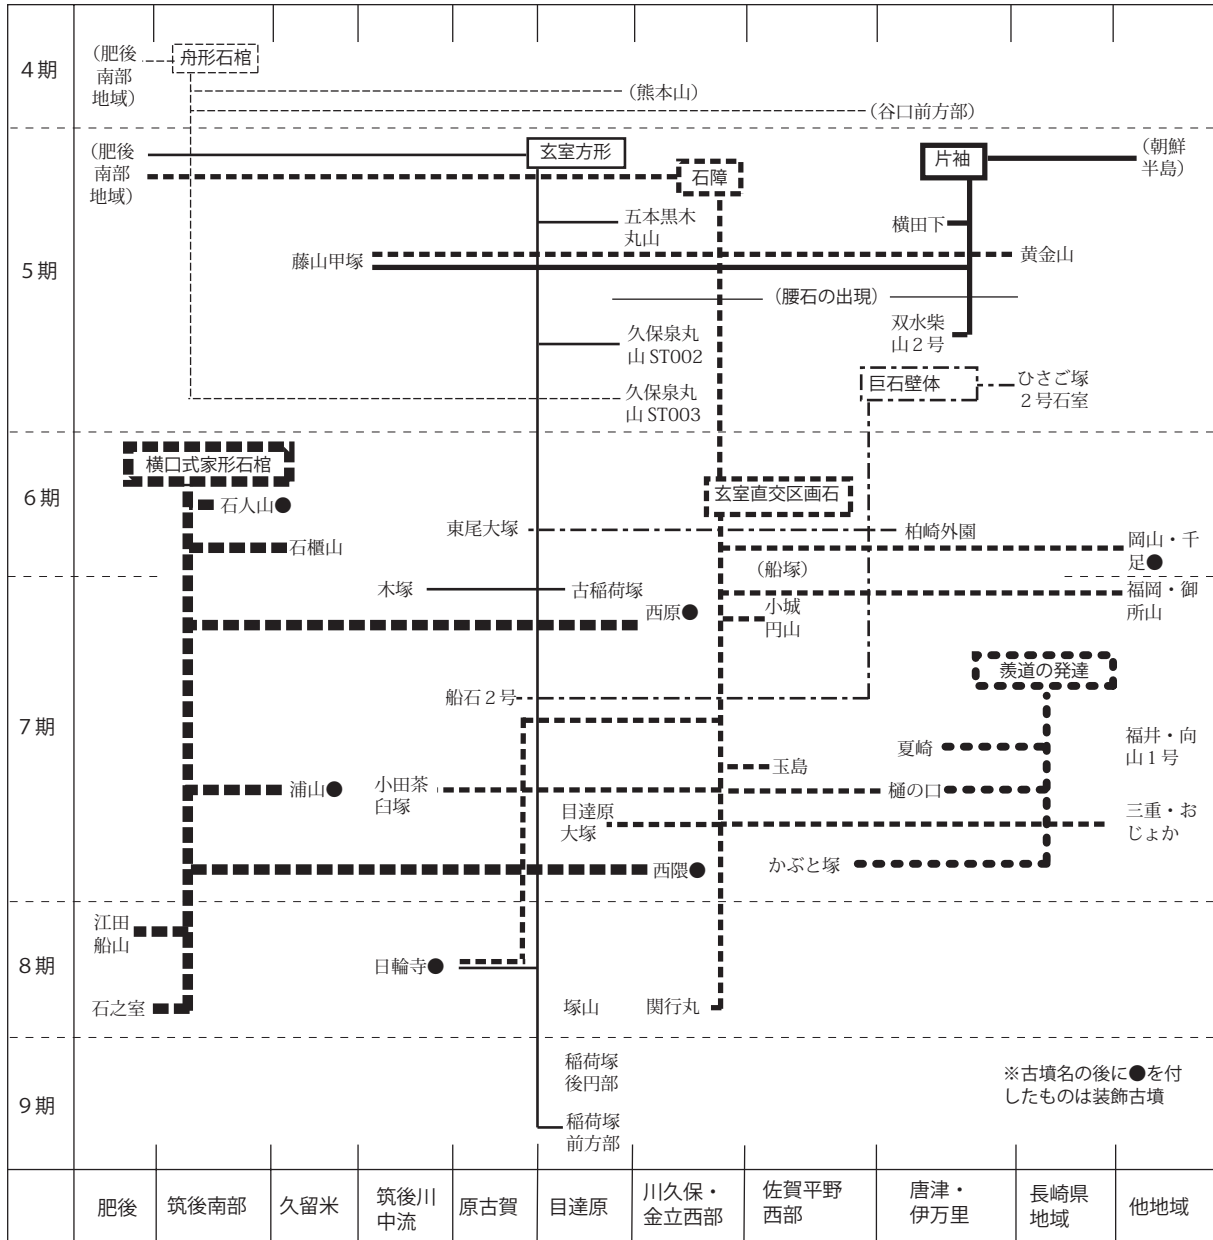 4期
（肥後
南部
地域）
舟形石棺
（熊本山）
（谷口前方部）
5期
（肥後
南部
地域）
玄室方形
石障
片袖
（朝鮮
半島）
五本黒木
丸山
横田下
藤山甲塚
黄金山
（腰石の出現）
久保泉丸
山 ST002
双水柴
山２号
巨石壁体
ひさご塚
２号石室
久保泉丸
山 ST003
6期
横口式家形石棺
石人山●
石櫃山
玄室直交区画石
東尾大塚
柏崎外園
岡山・千
足●
（船塚）
7期
木塚
古稲荷塚
西原●
小城
円山
福岡・御
所山
羨道の発達
船石２号
夏崎
福井・向
山１号
玉島
浦山●
小田茶
臼塚
樋の口
目達原
大塚
三重・お
じょか
西隈●
かぶと塚
8期
江田
船山
日輪寺●
石之室
塚山
関行丸
9期
稲荷塚
後円部
稲荷塚
前方部
※古墳名の後に●を付
したものは装飾古墳
肥後
筑後南部
久留米
筑後川
中流
原古賀
目達原
川久保・
金立西部
佐賀平野
西部
唐津・
伊万里
長崎県
地域
他地域